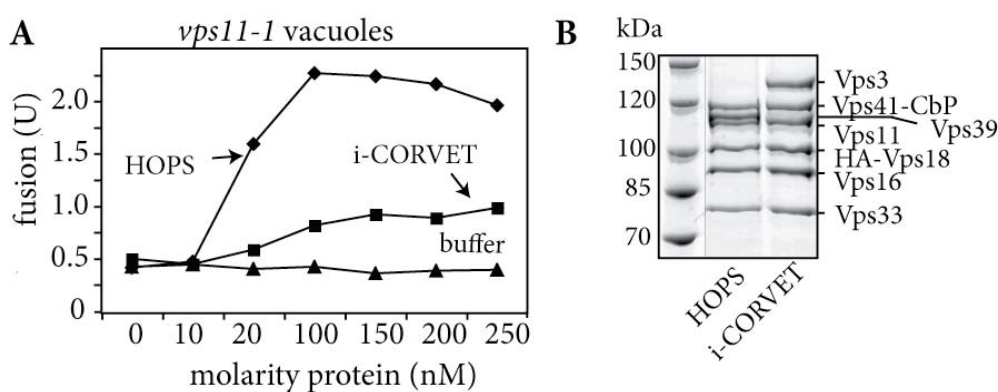 A
vps11-1 vacuoles
fusion (U)
2.0
1.5
1.0
0.5
0
HOPS
i-CORVET
buffer
0 10 20 100 150 200 250
molarity protein (nM)
B
kDa
150
120
100
85
70
Vps3
Vps41-CbP
Vps39
Vps11
HA-Vps18
Vps16
Vps33
HOPS
i-CORVET